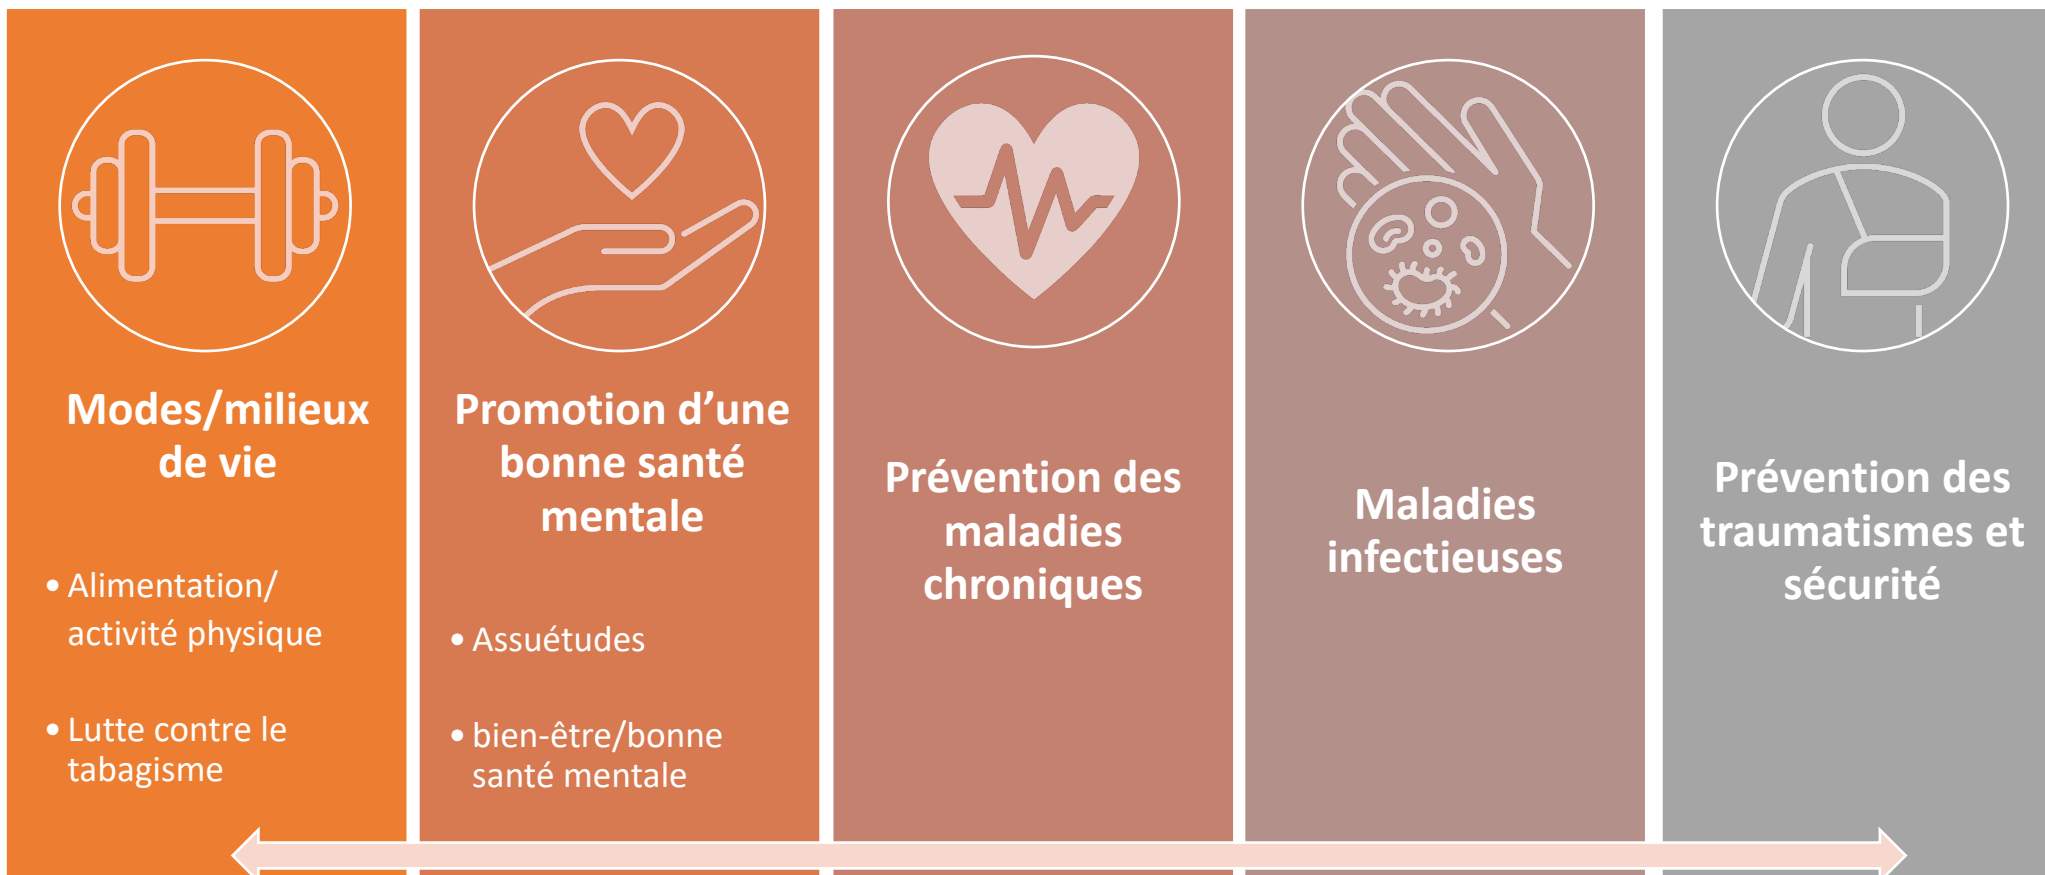 Modes/milieux
de vie
• Alimentation/
activité physique
• Lutte contre le
tabagisme
Promotion d’une
bonne santé
mentale
• Assuétudes
• bien-être/bonne
santé mentale
Prévention des
maladies
chroniques
Maladies
infectieuses
Prévention des
traumatismes et
sécurité